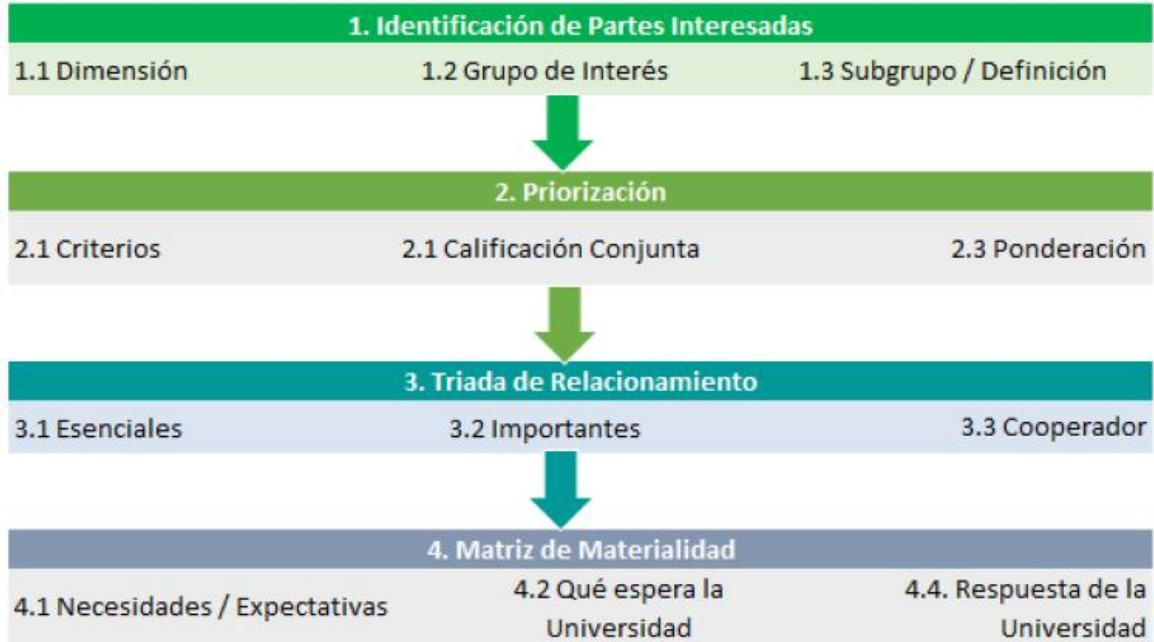 1. Identificación de Partes Interesadas
1.1 Dimensión 1.2 Grupo de Interés 1.3 Subgrupo / Definición
2. Priorización
2.1 Criterios 2.1 Calificación Conjunta 2.3 Ponderación
3. Triada de Relacionamiento
3.1 Esenciales 3.2 Importantes 3.3 Cooperador
4. Matriz de Materialidad
4.1 Necesidades / Expectativas
4.2 Qué espera la
Universidad
4.4. Respuesta de la
Universidad